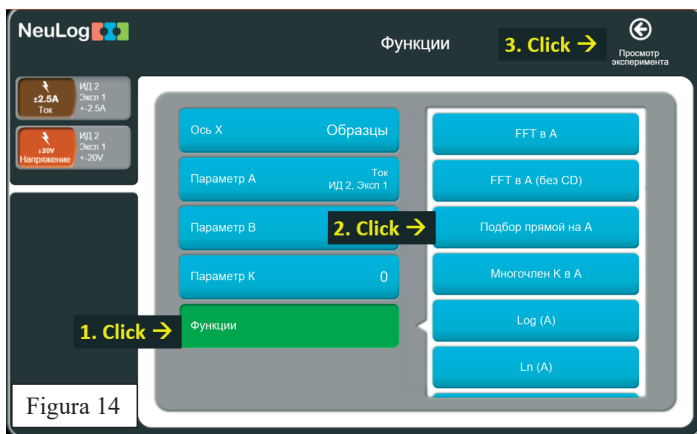 NeuLog
Функции
3. Click →
Просмотр
эксперимента
±2.5A
Ток
ИД 2
Эксп 1
+-2.5A
±20V
Напряжение
ИД 2
Эксп 1
+-20V
Ось X
Образцы
Параметр A
Ток
ИД 2, Эксп 1
Параметр B
Параметр К
0
1. Click →
Функции
FFT в A
FFT в A (без CD)
2. Click →
Подбор прямой на A
Многочлен K в A
Log (A)
Ln (A)
Figura 14